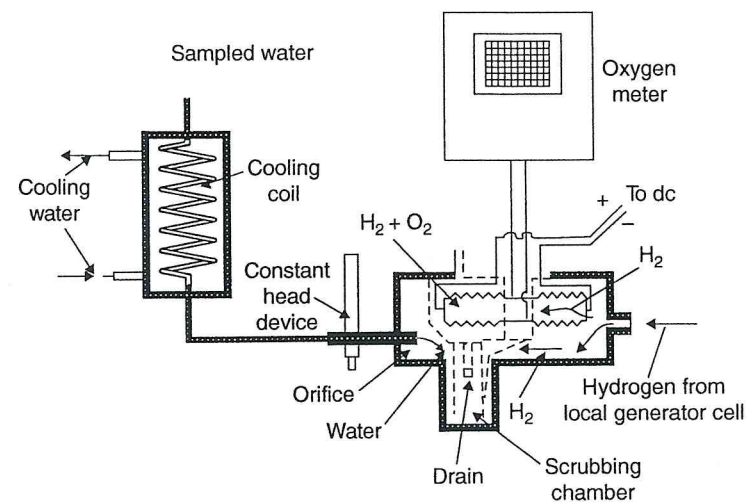 Sampled water
Oxygen
meter
Cooling
coil
Cooling
water
+
To dc
−
H₂ + O₂
H₂
Constant
head
device
Orifice
Water
H₂
Hydrogen from
local generator cell
Drain
Scrubbing
chamber